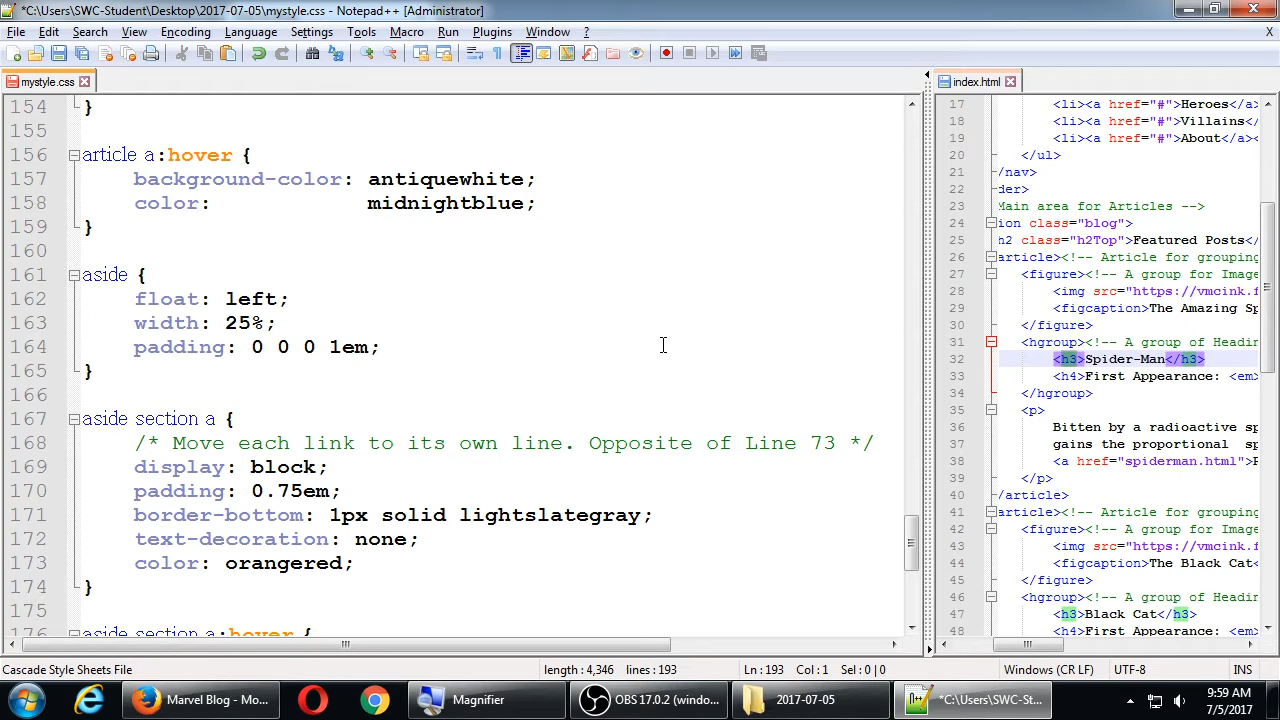 *C:\Users\SWC-Student\Desktop\2017-07-05\mystyle.css - Notepad++ [Administrator]
File Edit Search View Encoding Language Settings Tools Macro Run Plugins Window ? X
mystyle.css
154 }
155
156 article a:hover {
157 background-color: antiquewhite;
158 color: midnightblue;
159 }
160
161 aside {
162 float: left;
163 width: 25%;
164 padding: 0 0 0 1em;
165 }
166
167 aside section a {
168 /* Move each link to its own line. Opposite of Line 73 */
169 display: block;
170 padding: 0.75em;
171 border-bottom: 1px solid lightslategray;
172 text-decoration: none;
173 color: orangered;
174 }
175
176 aside section a:hover {
index.html
17 <li><a href="#">Heroes</a>
18 <li><a href="#">Villains</a>
19 <li><a href="#">About</a>
20 </ul>
21 /nav>
22 der>
23 Main area for Articles -->
24 ion class="blog">
25 h2 class="h2Top">Featured Posts</
26 article><!-- Article for grouping
27 <figure><!-- A group for Image
28 <img src="https://vmcink.f
29 <figcaption>The Amazing Sp
30 </figure>
31 <hgroup><!-- A group of Headin
32 <h3>Spider-Man</h3>
33 <h4>First Appearance: <em>
34 </hgroup>
35 <p>
36 Bitten by a radioactive sp
37 gains the proportional sp
38 <a href="spiderman.html">
39 </p>
40 /article>
41 article><!-- Article for grouping
42 <figure><!-- A group for Image
43 <img src="https://vmcink.f
44 <figcaption>The Black Cat<
45 </figure>
46 <hgroup><!-- A group of Headin
47 <h3>Black Cat</h3>
48 <h4>First Appearance: <em>
Cascade Style Sheets File length : 4,346 lines : 193 Ln : 193 Col : 1 Sel : 0 | 0 Windows (CR LF) UTF-8 INS
Marvel Blog - Mo... Magnifier OBS 17.0.2 (windo... 2017-07-05 *C:\Users\SWC-St...
9:59 AM
7/5/2017